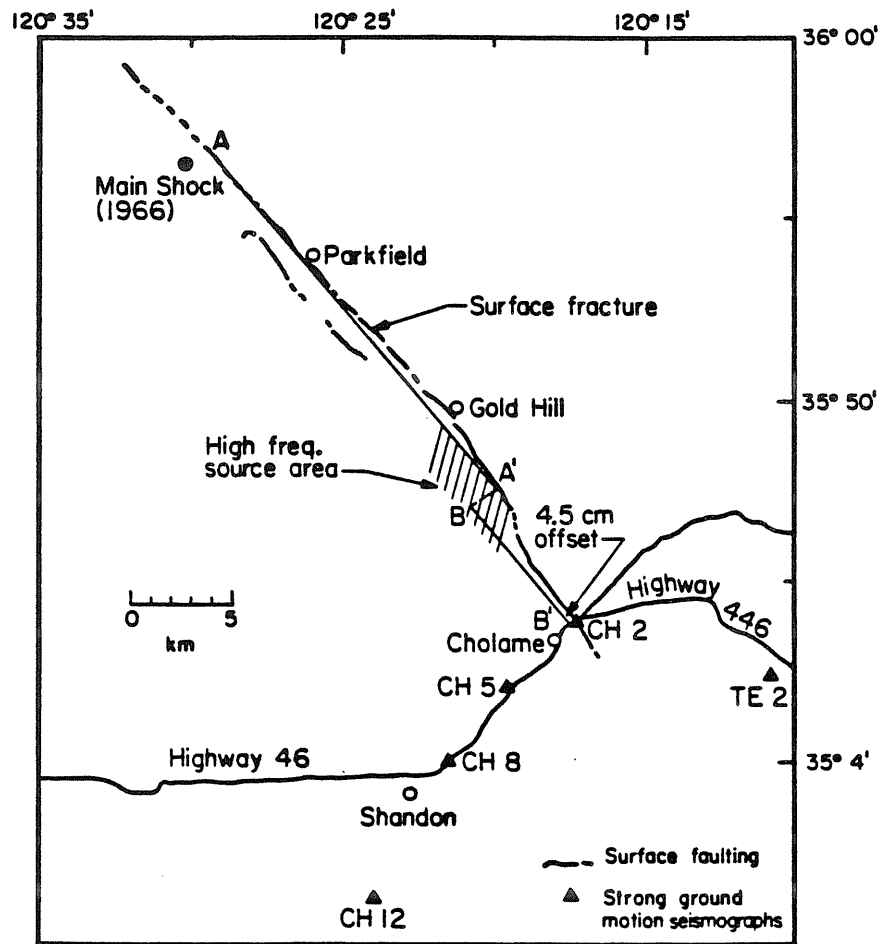 120° 35'
120° 25'
120° 15'
36° 00'
A
Main Shock
(1966)
Parkfield
Surface fracture
Gold Hill
35° 50'
High freq.
source area
A'
B
4.5 cm
offset
Highway
446
B'
CH 2
Cholame
0 5
km
CH 5
TE 2
Highway 46
CH 8
35° 4'
Shandon
Surface faulting
CH 12
Strong ground
motion seismographs